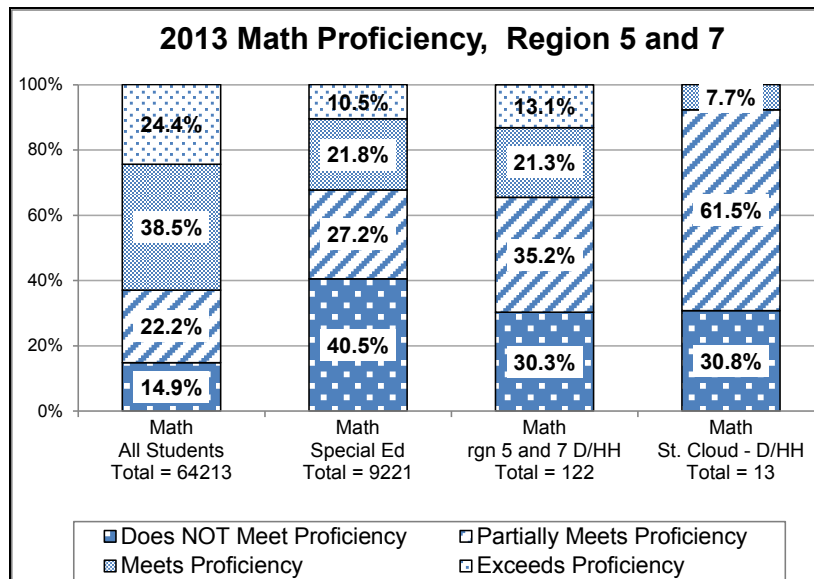 2013 Math Proficiency, Region 5 and 7
100%
80%
60%
40%
20%
0%
24.4%
38.5%
22.2%
14.9%
10.5%
21.8%
27.2%
40.5%
13.1%
21.3%
35.2%
30.3%
7.7%
61.5%
30.8%
Math
All Students
Total = 64213
Math
Special Ed
Total = 9221
Math
rgn 5 and 7 D/HH
Total = 122
Math
St. Cloud - D/HH
Total = 13
Does NOT Meet Proficiency
Partially Meets Proficiency
Meets Proficiency
Exceeds Proficiency